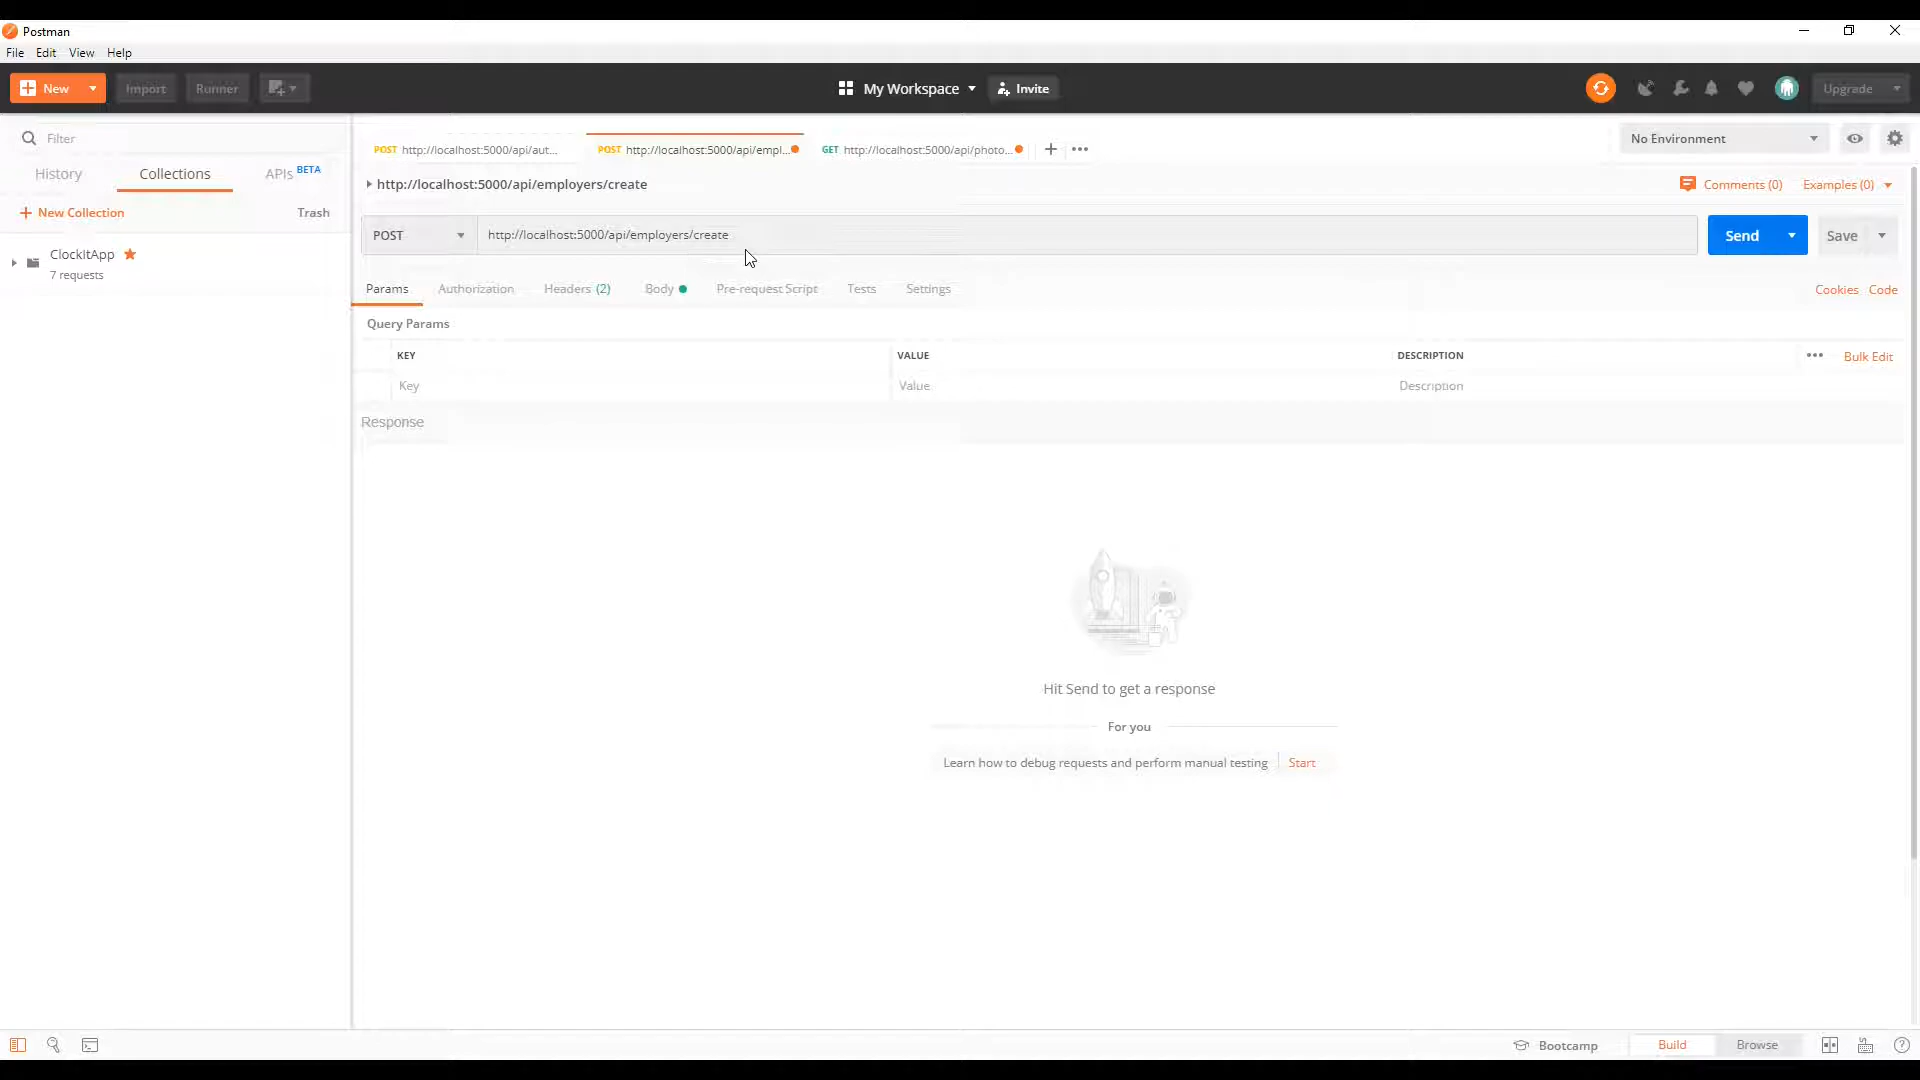 Postman
File Edit View Help
New Import Runner My Workspace Invite Upgrade
Filter
History Collections APIs BETA
New Collection Trash
ClockItApp
7 requests
POST http://localhost:5000/api/aut... POST http://localhost:5000/api/empl... GET http://localhost:5000/api/photo... No Environment
http://localhost:5000/api/employers/create Comments (0) Examples (0)
POST http://localhost:5000/api/employers/create Send Save
Params Authorization Headers (2) Body Pre-request Script Tests Settings Cookies Code
Query Params
KEY VALUE DESCRIPTION Bulk Edit
Key Value Description
Response
Hit Send to get a response
For you
Learn how to debug requests and perform manual testing Start
Bootcamp Build Browse